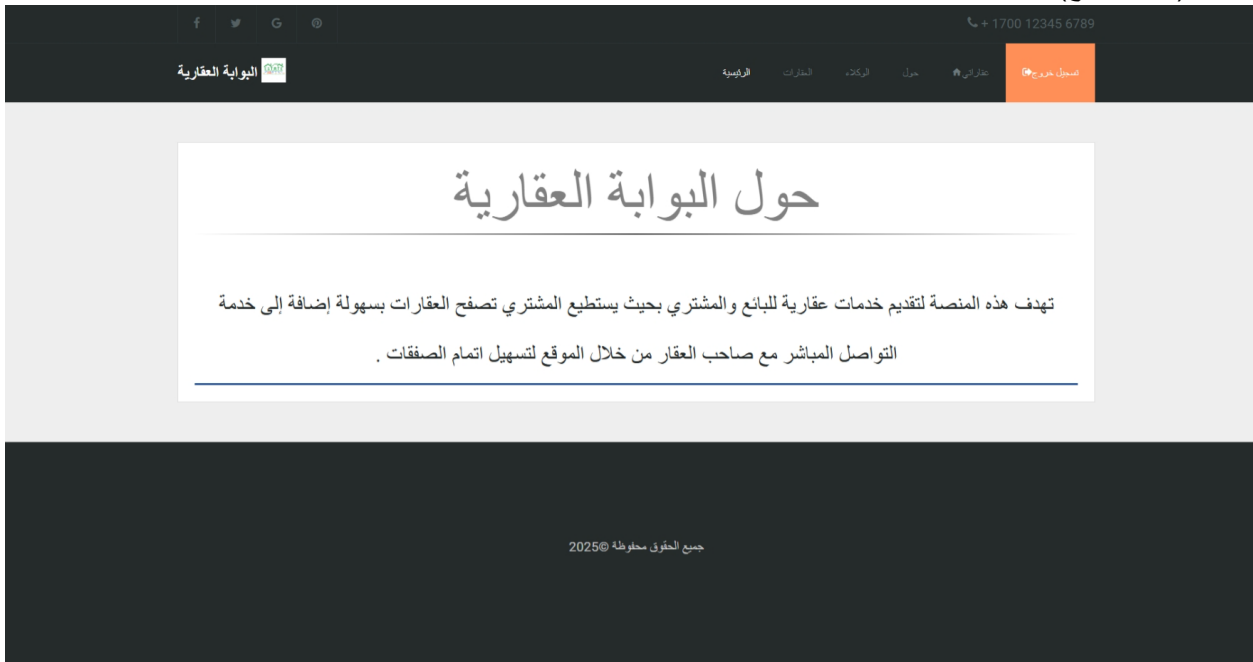 + 1700 12345 6789
البوابة العقارية
الرئيسية
العقارات
الوكلاء
حول
عقاراتي
تسجيل خروج
حول البوابة العقارية
تهدف هذه المنصة لتقديم خدمات عقارية للبائع والمشتري بحيث يستطيع المشتري تصفح العقارات بسهولة إضافة إلى خدمة
التواصل المباشر مع صاحب العقار من خلال الموقع لتسهيل اتمام الصفقات .
جميع الحقوق محفوظة ©2025